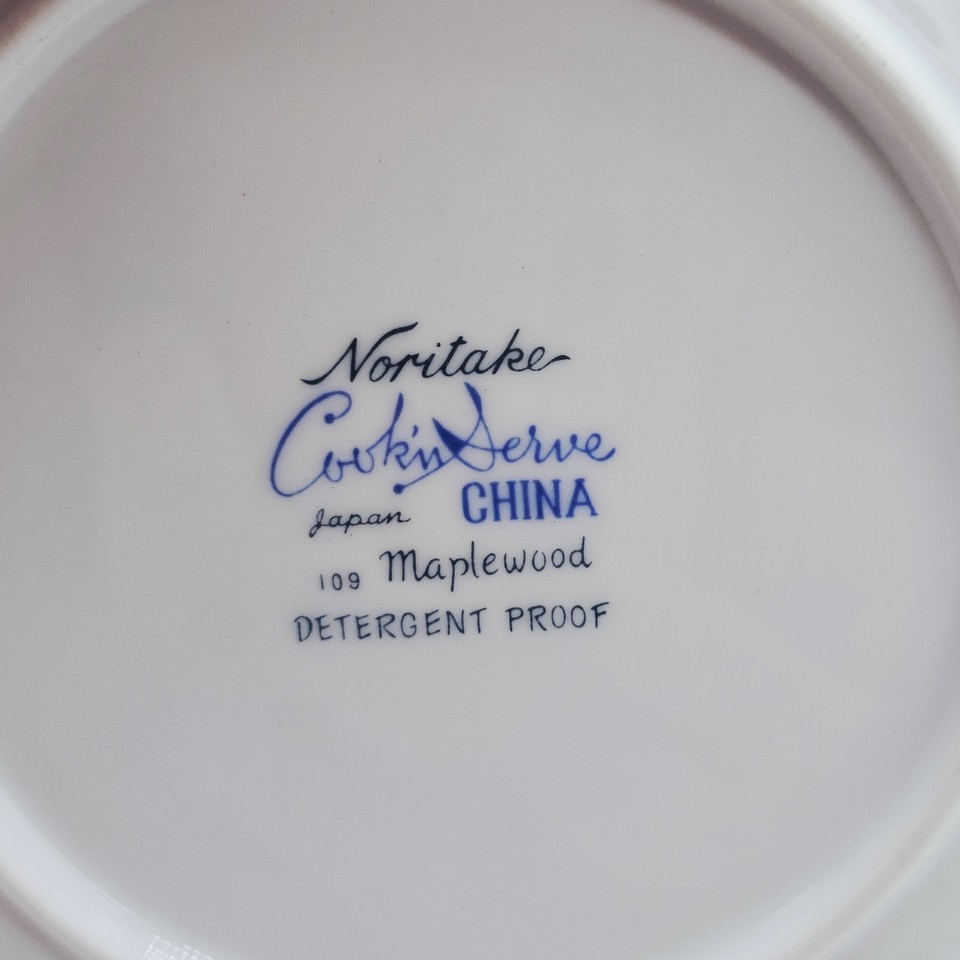 Noritake
Cook'n Serve
CHINA
Japan
109 Maplewood
DETERGENT PROOF